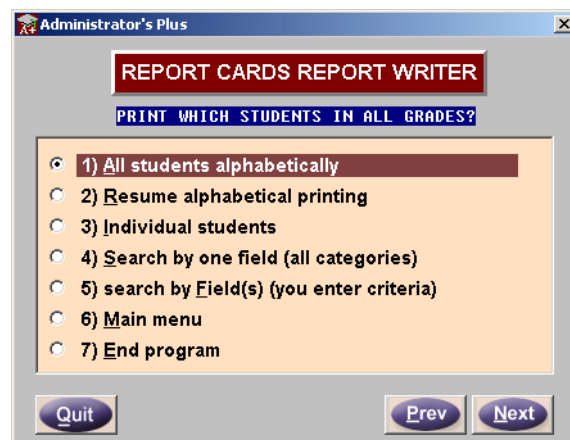 Administrator's Plus
REPORT CARDS REPORT WRITER
PRINT WHICH STUDENTS IN ALL GRADES?
1) All students alphabetically
2) Resume alphabetical printing
3) Individual students
4) Search by one field (all categories)
5) search by Field(s) (you enter criteria)
6) Main menu
7) End program
Quit Prev Next